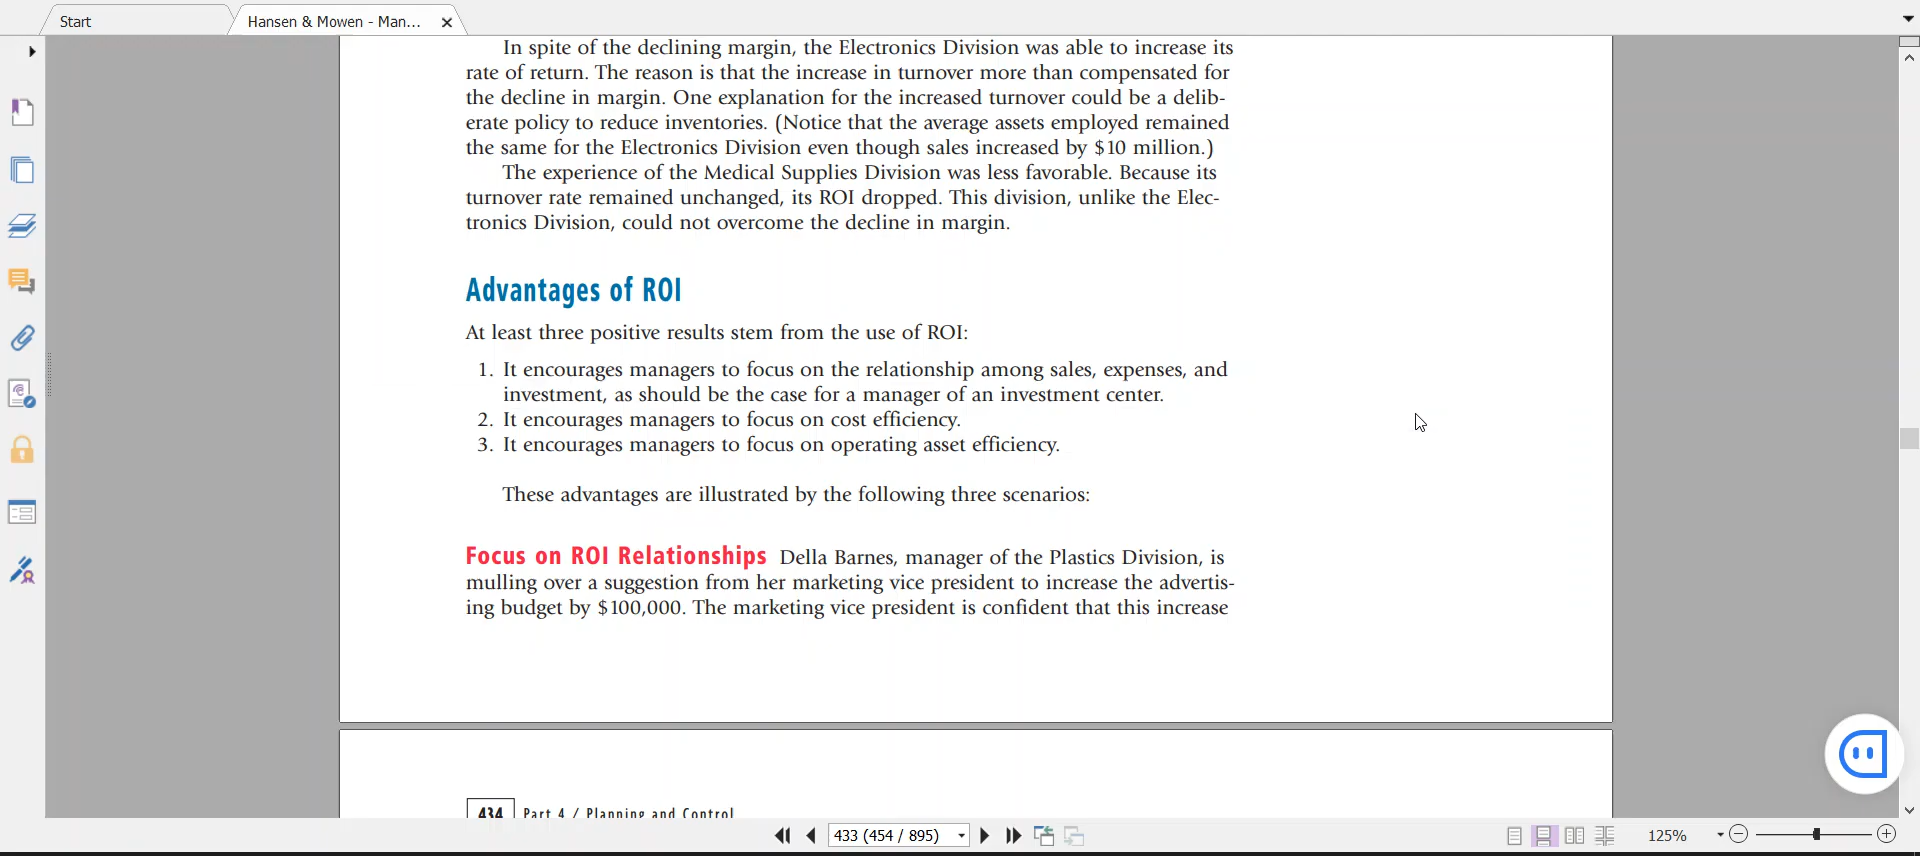 Start
Hansen & Mowen - Man...
In spite of the declining margin, the Electronics Division was able to increase its
rate of return. The reason is that the increase in turnover more than compensated for
the decline in margin. One explanation for the increased turnover could be a delib-
erate policy to reduce inventories. (Notice that the average assets employed remained
the same for the Electronics Division even though sales increased by $10 million.)
The experience of the Medical Supplies Division was less favorable. Because its
turnover rate remained unchanged, its ROI dropped. This division, unlike the Elec-
tronics Division, could not overcome the decline in margin.
Advantages of ROI
At least three positive results stem from the use of ROI:
1. It encourages managers to focus on the relationship among sales, expenses, and
investment, as should be the case for a manager of an investment center.
2. It encourages managers to focus on cost efficiency.
3. It encourages managers to focus on operating asset efficiency.
These advantages are illustrated by the following three scenarios:
Focus on ROI Relationships Della Barnes, manager of the Plastics Division, is
mulling over a suggestion from her marketing vice president to increase the advertis-
ing budget by $100,000. The marketing vice president is confident that this increase
434 Part 4 / Planning and Control
433 (454 / 895)
125%